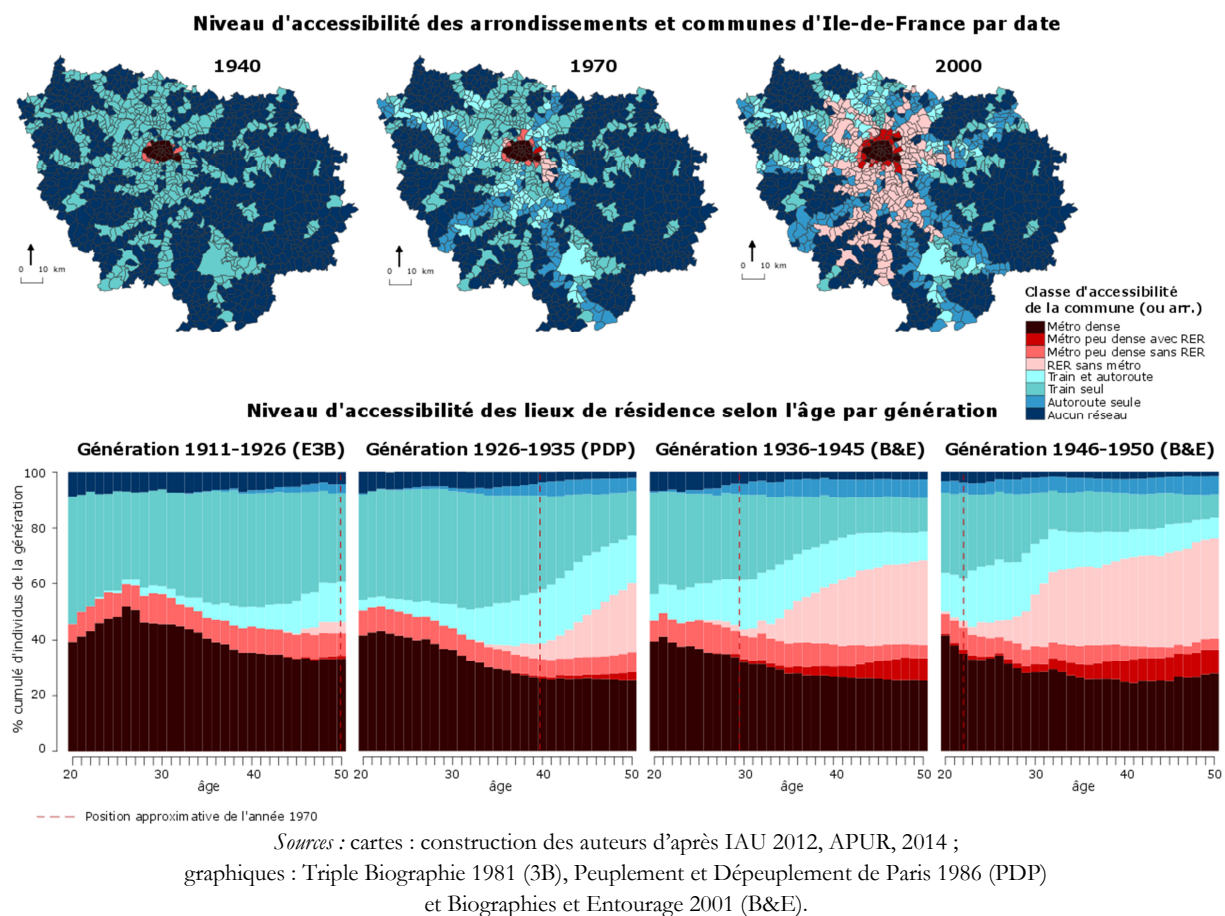 Niveau d'accessibilité des arrondissements et communes d'Ile-de-France par date
1940
1970
2000
0 10 km
0 10 km
0 10 km
Classe d'accessibilité
de la commune (ou arr.)
Métro dense
Métro peu dense avec RER
Métro peu dense sans RER
RER sans métro
Train et autoroute
Train seul
Autoroute seule
Aucun réseau
Niveau d'accessibilité des lieux de résidence selon l'âge par génération
Génération 1911-1926 (E3B)
Génération 1926-1935 (PDP)
Génération 1936-1945 (B&E)
Génération 1946-1950 (B&E)
% cumulé d'individus de la génération
100
80
60
40
20
0
20 30 40 50
20 30 40 50
20 30 40 50
20 30 40 50
âge
âge
âge
âge
Position approximative de l'année 1970
Sources : cartes : construction des auteurs d'après IAU 2012, APUR, 2014 ;
graphiques : Triple Biographie 1981 (3B), Peuplement et Dépeuplement de Paris 1986 (PDP)
et Biographies et Entourage 2001 (B&E).